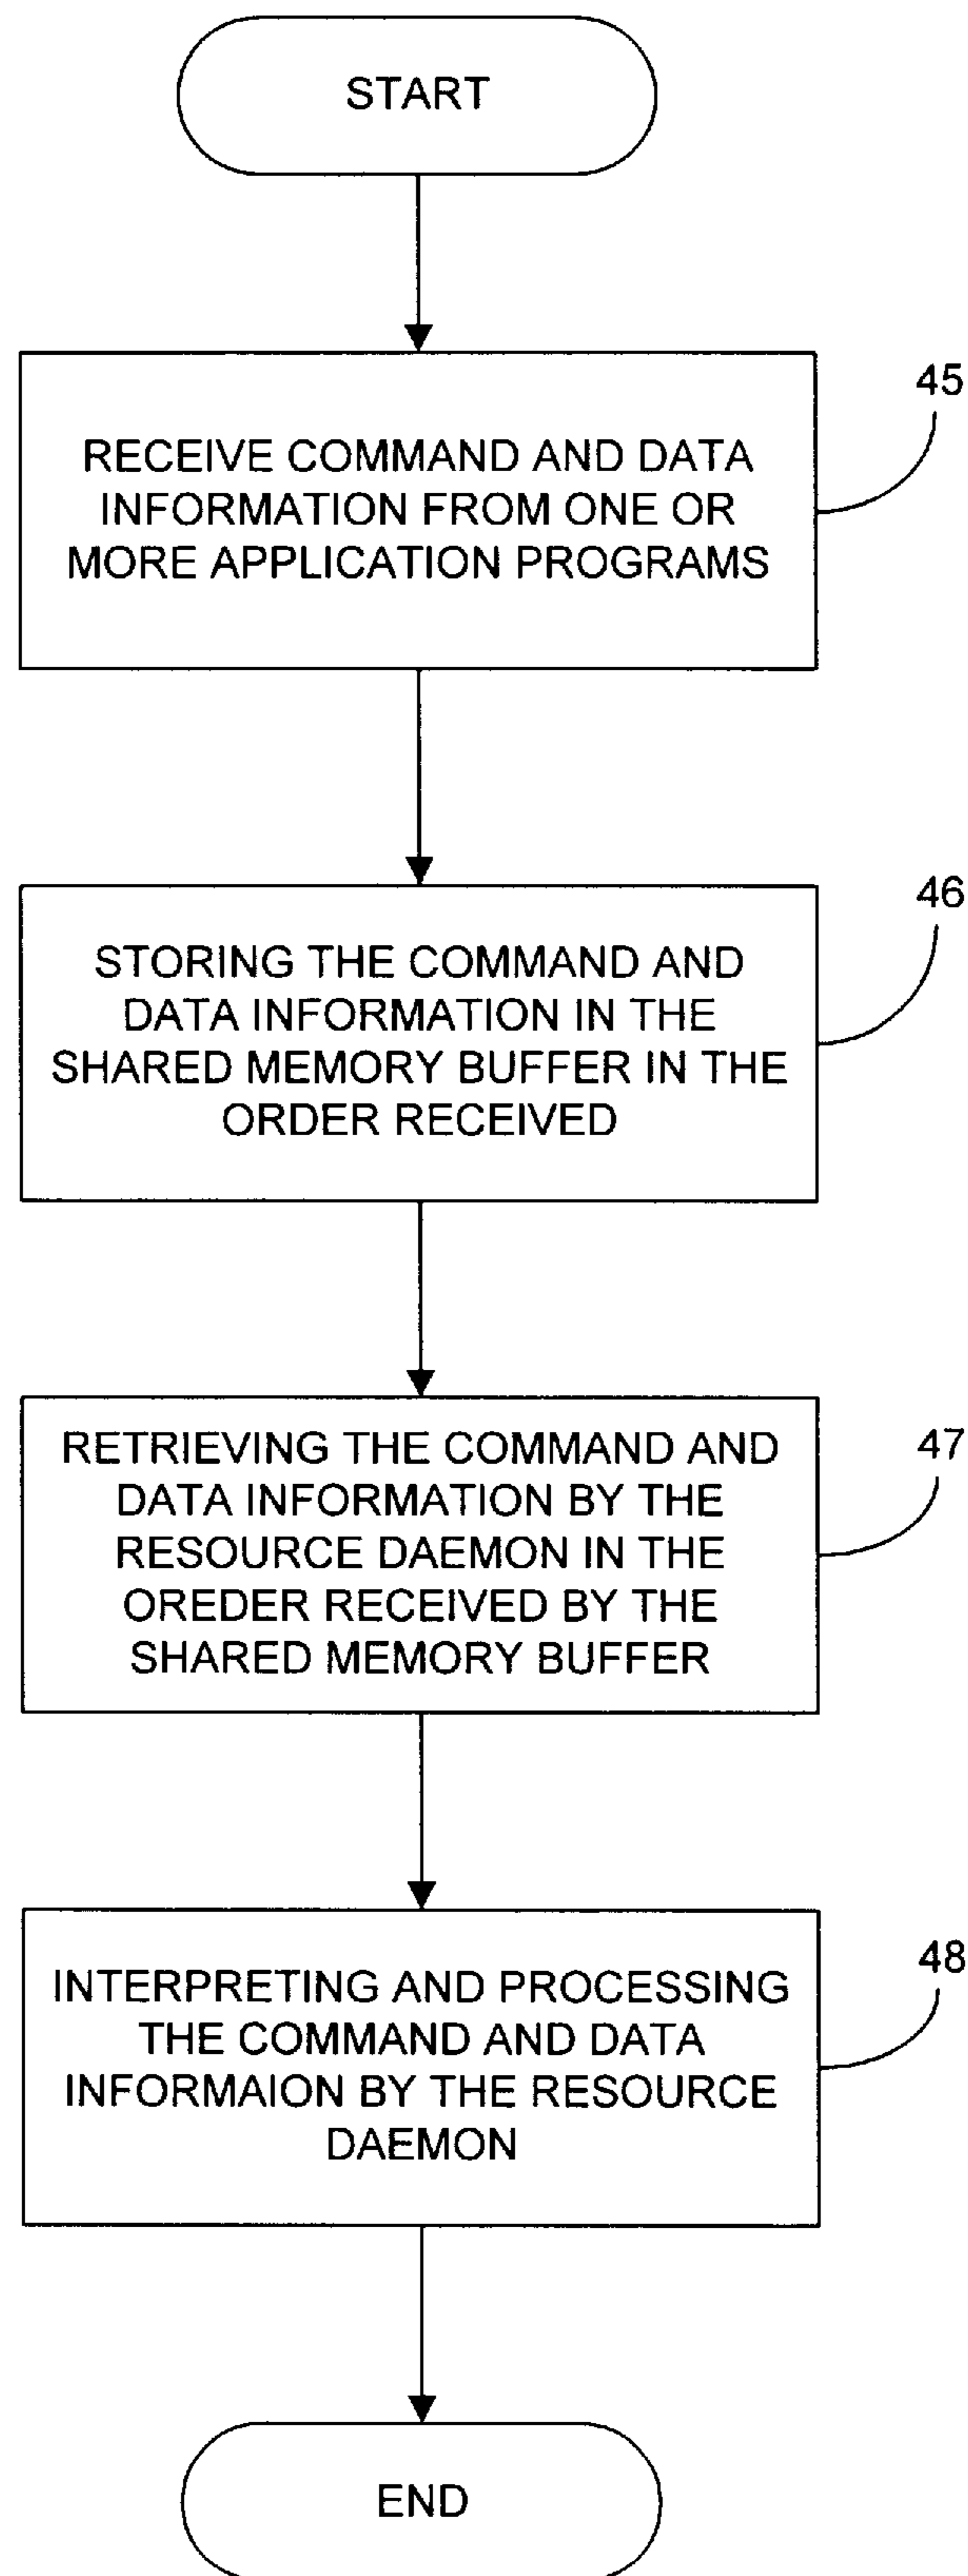 START
45
RECEIVE COMMAND AND DATA
INFORMATION FROM ONE OR
MORE APPLICATION PROGRAMS
46
STORING THE COMMAND AND
DATA INFORMATION IN THE
SHARED MEMORY BUFFER IN THE
ORDER RECEIVED
47
RETRIEVING THE COMMAND AND
DATA INFORMATION BY THE
RESOURCE DAEMON IN THE
OREDER RECEIVED BY THE
SHARED MEMORY BUFFER
48
INTERPRETING AND PROCESSING
THE COMMAND AND DATA
INFORMAION BY THE RESOURCE
DAEMON
END